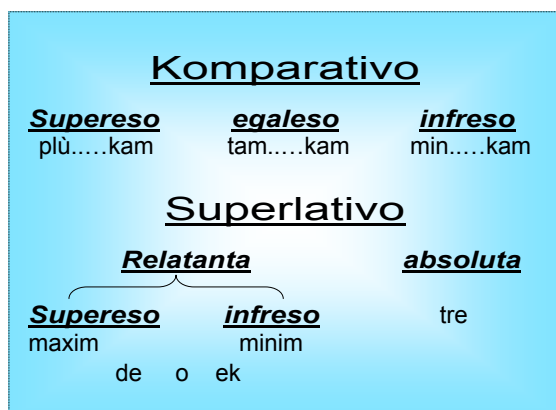 Komparativo
Supereso egaleso infreso
plù.....kam tam.....kam min.....kam
Superlativo
Relatanta absoluta
Supereso infreso tre
maxim minim
de o ek